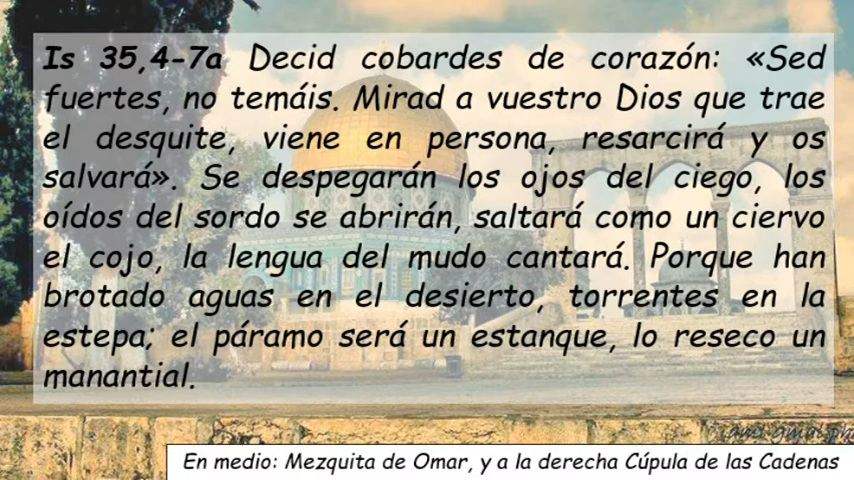 Is 35,4-7a Decid cobardes de corazón: «Sed
fuertes, no temáis. Mirad a vuestro Dios que trae
el desquite, viene en persona, resarcirá y os
salvará». Se despegarán los ojos del ciego, los
oídos del sordo se abrirán, saltará como un ciervo
el cojo, la lengua del mudo cantará. Porque han
brotado aguas en el desierto, torrentes en la
estepa; el páramo será un estanque, lo reseco un
manantial.
En medio: Mezquita de Omar, y a la derecha Cúpula de las Cadenas